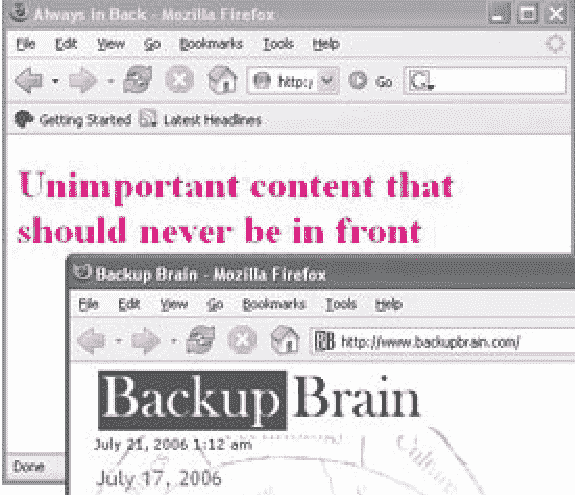 Always in Back - Mozilla Firefox
File Edit View Go Bookmarks Tools Help
http:/ Go G
Getting Started Latest Headlines
Unimportant content that
should never be in front
Backup Brain - Mozilla Firefox
File Edit View Go Bookmarks Tools Help
BB http://www.backupbrain.com/
Backup Brain
July 21, 2006 1:12 am
Done
July 17, 2006